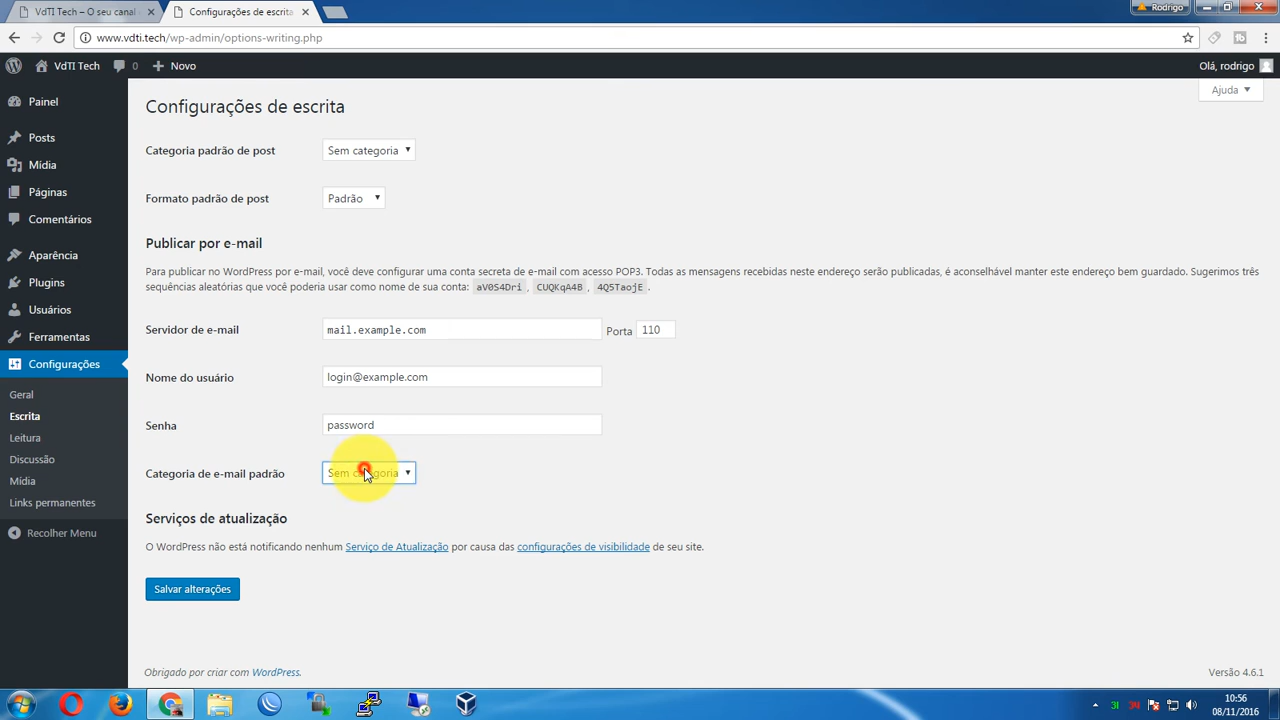 VdTI Tech – O seu canal
Configurações de escrita
Rodrigo
www.vdti.tech/wp-admin/options-writing.php
VdTI Tech
0
Novo
Olá, rodrigo
Ajuda
Painel
Posts
Mídia
Páginas
Comentários
Aparência
Plugins
Usuários
Ferramentas
Configurações
Geral
Escrita
Leitura
Discussão
Mídia
Links permanentes
Recolher Menu
Configurações de escrita
Categoria padrão de post
Sem categoria
Formato padrão de post
Padrão
Publicar por e-mail
Para publicar no WordPress por e-mail, você deve configurar uma conta secreta de e-mail com acesso POP3. Todas as mensagens recebidas neste endereço serão publicadas, é aconselhável manter este endereço bem guardado. Sugerimos três
sequências aleatórias que você poderia usar como nome de sua conta: aV0S4Dri , CUQKqA4B , 4Q5TaojE .
Servidor de e-mail
mail.example.com
Porta
110
Nome do usuário
login@example.com
Senha
password
Categoria de e-mail padrão
Sem categoria
Serviços de atualização
O WordPress não está notificando nenhum Serviço de Atualização por causa das configurações de visibilidade de seu site.
Salvar alterações
Obrigado por criar com WordPress.
Versão 4.6.1
31
34
10:56
08/11/2016